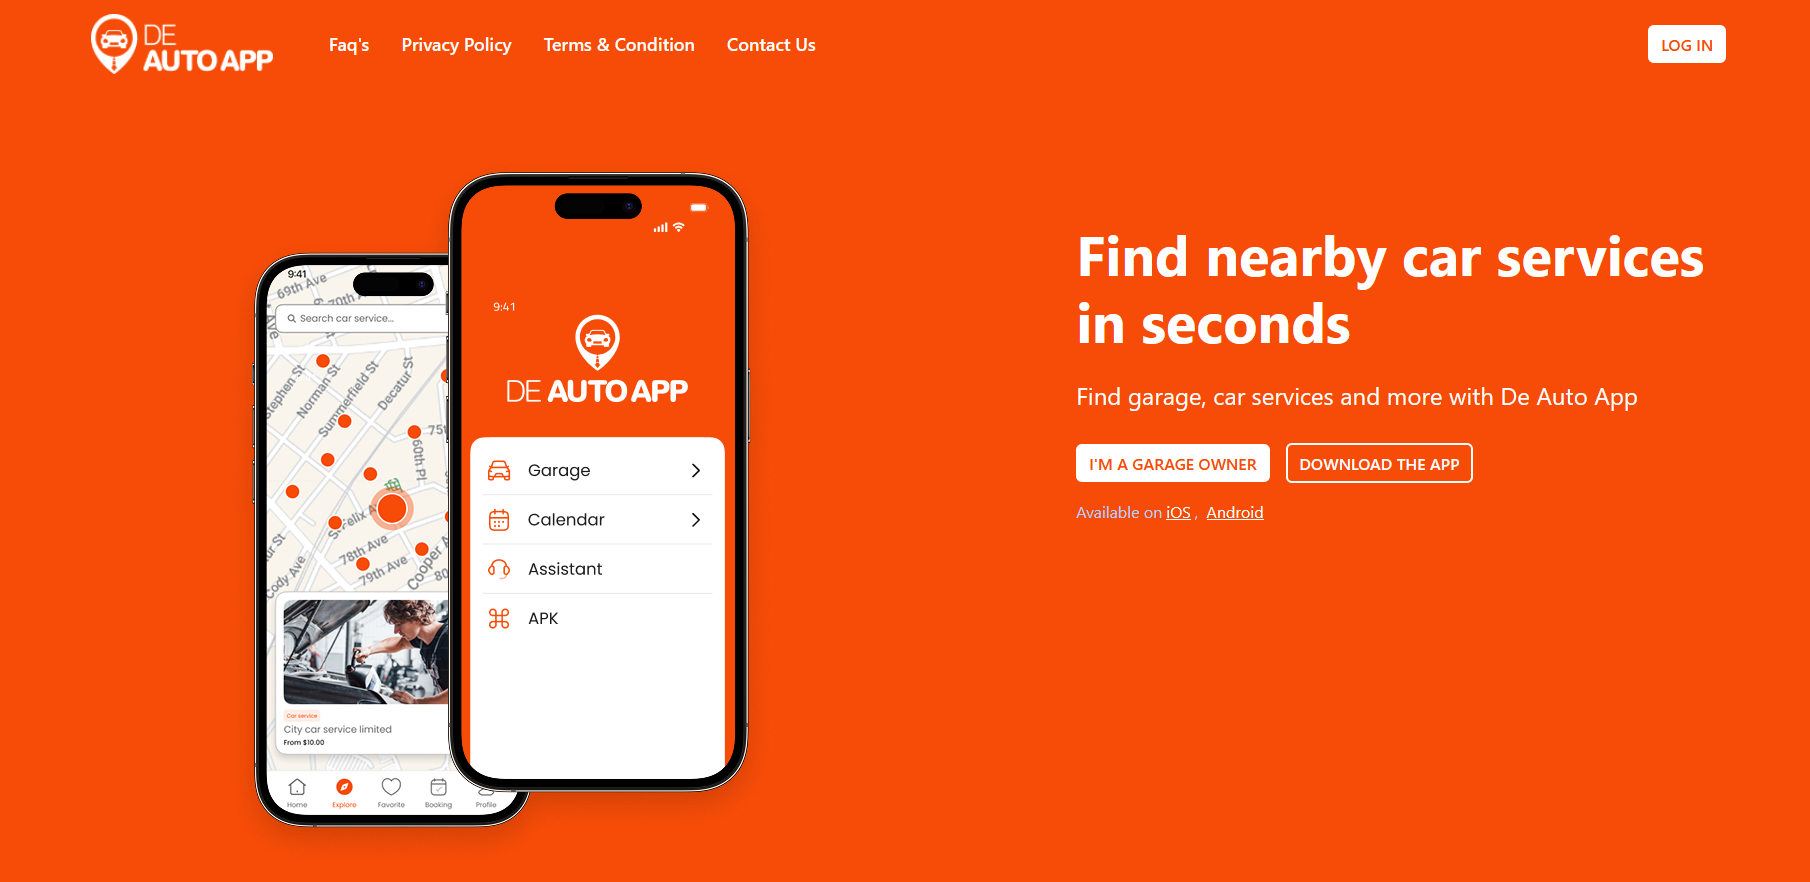 DE
AUTO APP
Faq's
Privacy Policy
Terms & Condition
Contact Us
LOG IN
9:41
69th Ave
70th
Search car service...
Stephen St
Norman St
Summerfield St
Decatur St
75t
60th Pl
Felix A
78th Ave
79th Ave
Cooper A
80
Cody Ave
Car service
City car service limited
From $10.00
Home
Explore
Favorite
Booking
Profile
9:41
DE AUTO APP
Garage
Calendar
Assistant
APK
Find nearby car services
in seconds
Find garage, car services and more with De Auto App
I'M A GARAGE OWNER
DOWNLOAD THE APP
Available on iOS , Android